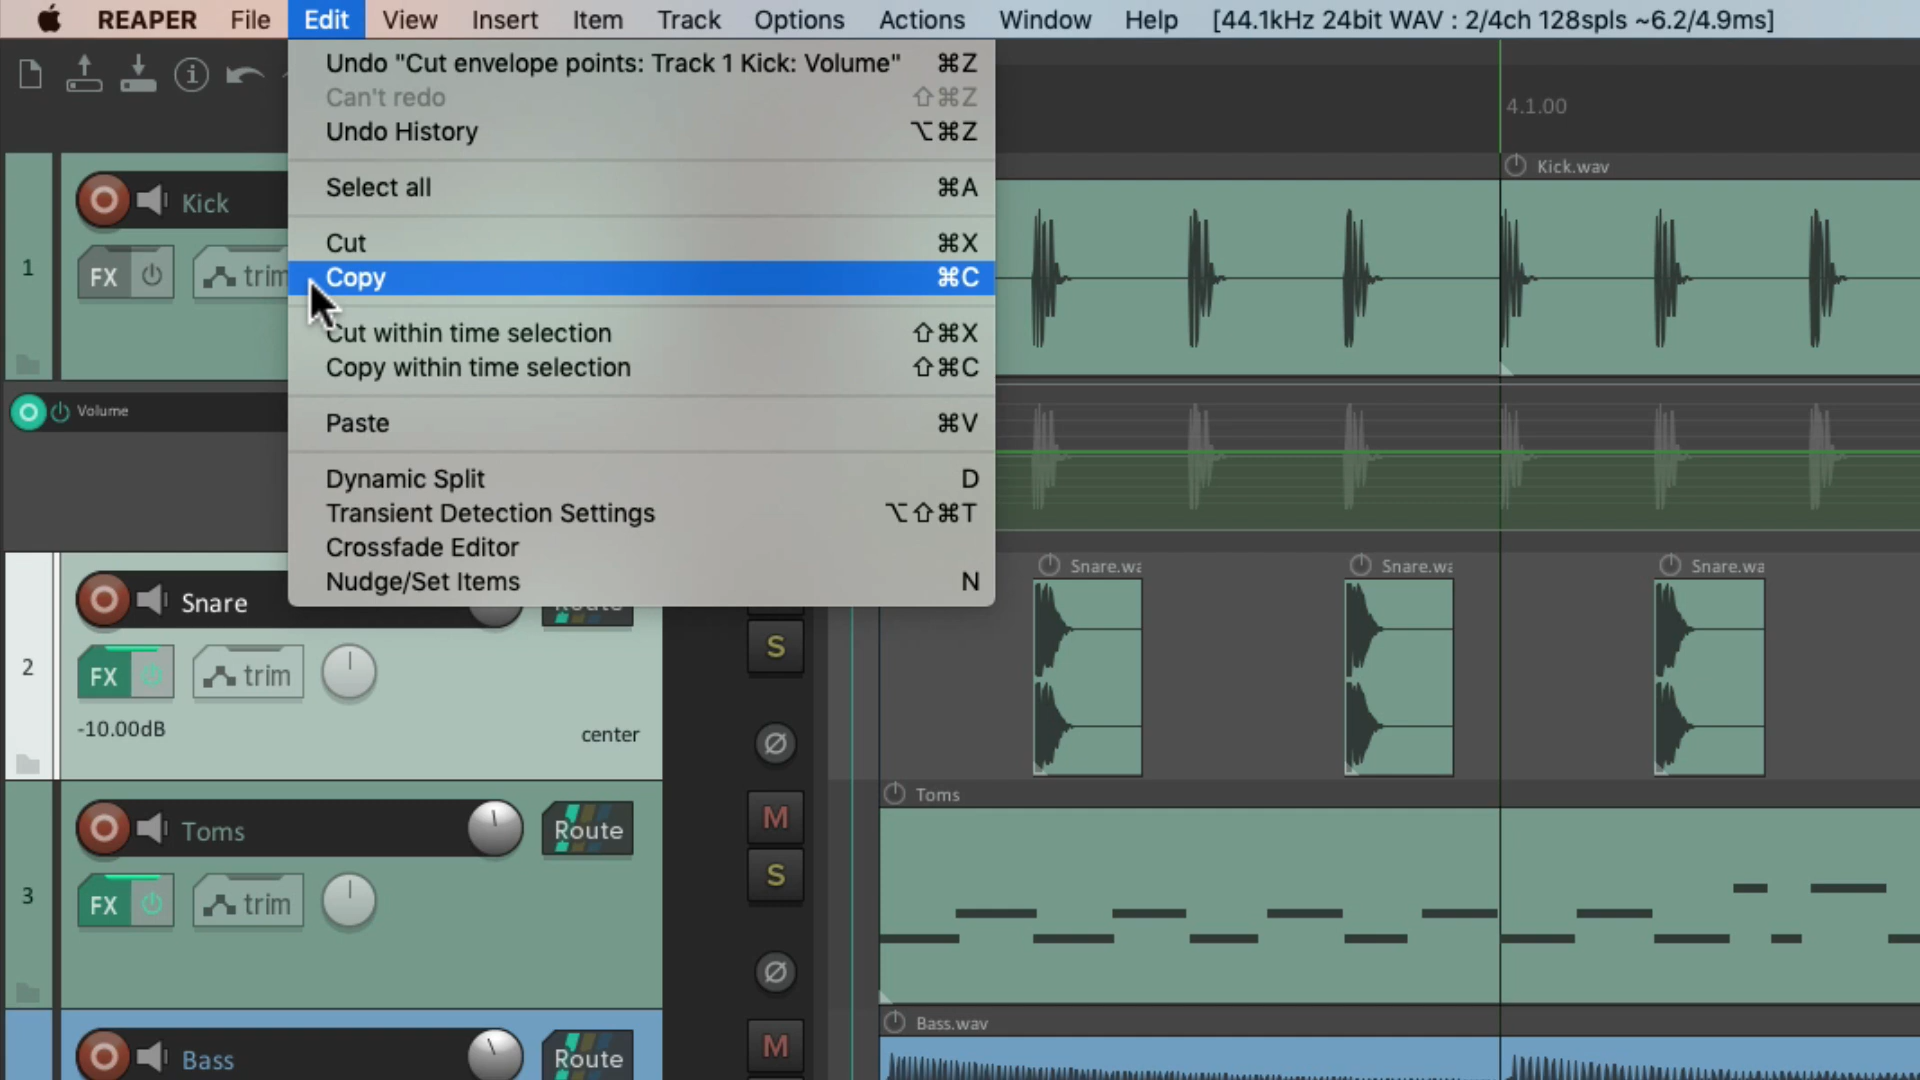 REAPER File Edit View Insert Item Track Options Actions Window Help [44.1kHz 24bit WAV : 2/4ch 128spls ~6.2/4.9ms]
Undo "Cut envelope points: Track 1 Kick: Volume" ⌘Z
Can't redo ⇧⌘Z
Undo History ⌥⌘Z
Select all ⌘A
Cut ⌘X
Copy ⌘C
Cut within time selection ⇧⌘X
Copy within time selection ⇧⌘C
Paste ⌘V
Dynamic Split D
Transient Detection Settings ⌥⇧⌘T
Crossfade Editor
Nudge/Set Items N
4.1.00
Kick.wav
1
Kick
FX trim
Volume
Snare.wa Snare.wa Snare.wa
2
Snare Route
FX trim
S
-10.00dB
center
Toms
3
Toms Route
M
S
FX trim
Bass.wav
Bass Route
M